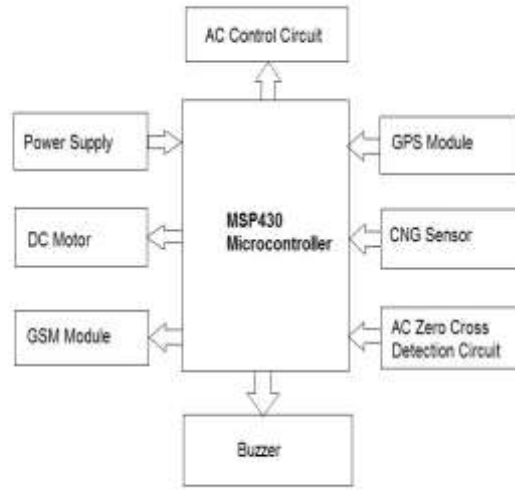 AC Control Circuit
Power Supply
GPS Module
MSP430
Microcontroller
DC Motor
CNG Sensor
GSM Module
AC Zero Cross
Detection Circuit
Buzzer